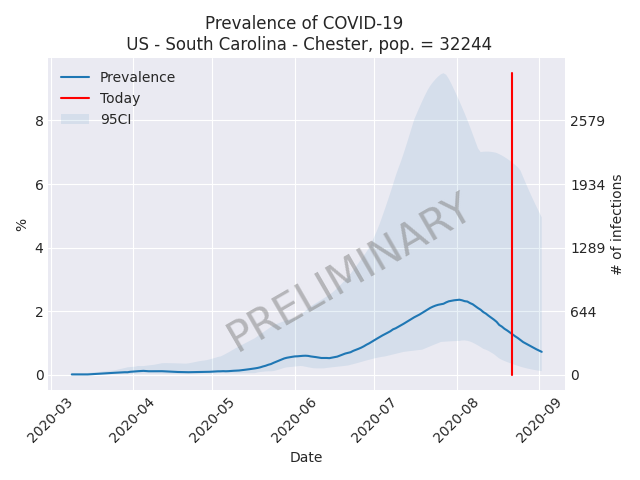 Prevalence of COVID-19
US - South Carolina - Chester, pop. = 32244
Prevalence
Today
95CI
%
8
6
4
2
0
2579
1934
1289
644
0
# of infections
PRELIMINARY
2020-03
2020-04
2020-05
2020-06
2020-07
2020-08
2020-09
Date